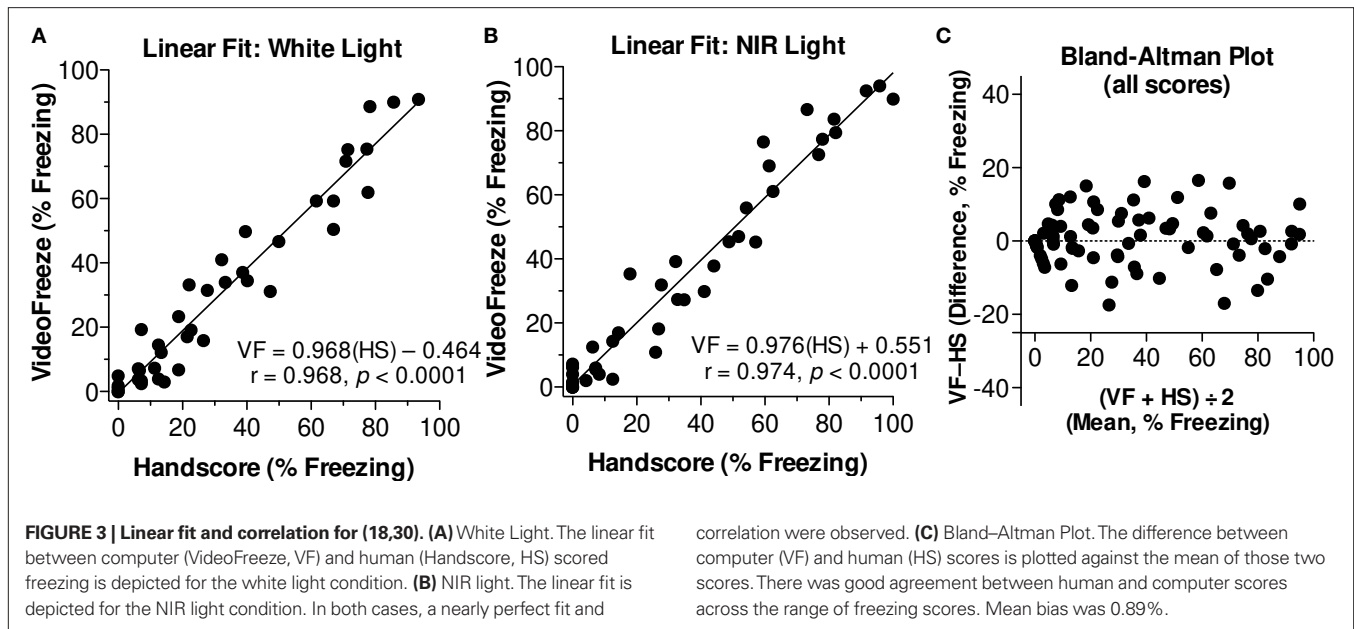 A
Linear Fit: White Light
100
80
60
40
20
0
VideoFreeze (% Freezing)
VF = 0.968(HS) – 0.464
r = 0.968, p < 0.0001
0 20 40 60 80 100
Handscore (% Freezing)
B
Linear Fit: NIR Light
100
80
60
40
20
0
VideoFreeze (% Freezing)
VF = 0.976(HS) + 0.551
r = 0.974, p < 0.0001
0 20 40 60 80 100
Handscore (% Freezing)
C
Bland-Altman Plot
(all scores)
40
20
0
-20
-40
VF–HS (Difference, % Freezing)
0 20 40 60 80 100
(VF + HS) ÷ 2
(Mean, % Freezing)
FIGURE 3 | Linear fit and correlation for (18,30). (A) White Light. The linear fit
between computer (VideoFreeze, VF) and human (Handscore, HS) scored
freezing is depicted for the white light condition. (B) NIR light. The linear fit is
depicted for the NIR light condition. In both cases, a nearly perfect fit and
correlation were observed. (C) Bland–Altman Plot. The difference between
computer (VF) and human (HS) scores is plotted against the mean of those two
scores. There was good agreement between human and computer scores
across the range of freezing scores. Mean bias was 0.89%.